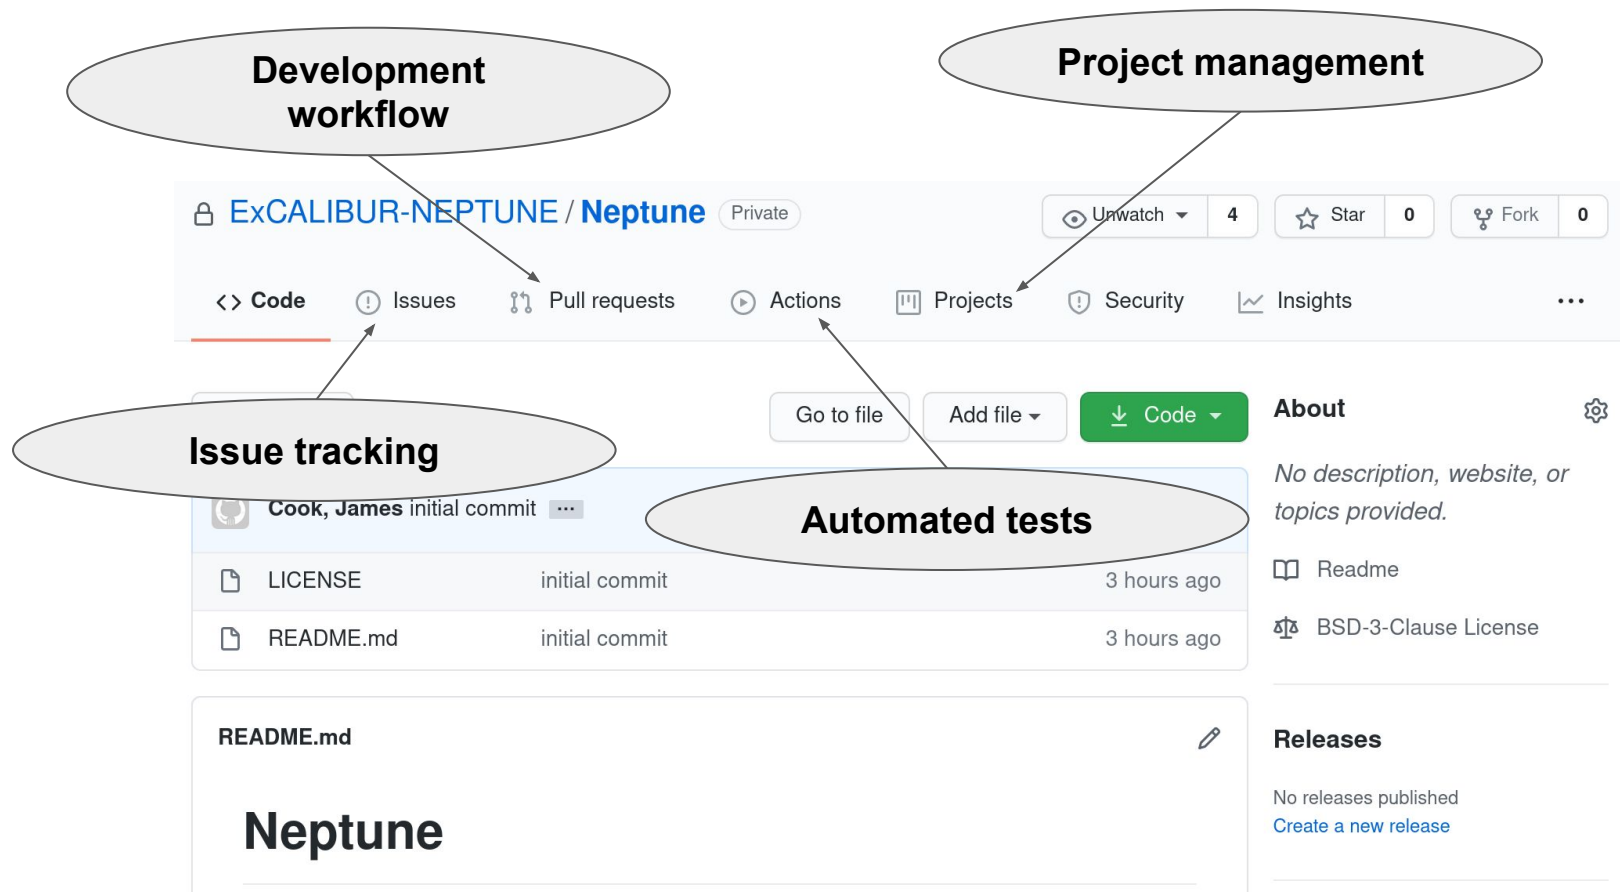 Development
workflow
Project management
ExCALIBUR-NEPTUNE / Neptune Private
Unwatch 4
Star 0
Fork 0
Code
Issues
Pull requests
Actions
Projects
Security
Insights
Issue tracking
Go to file
Add file
Code
Automated tests
Cook, James initial commit
LICENSE initial commit 3 hours ago
README.md initial commit 3 hours ago
README.md
Neptune
About
No description, website, or
topics provided.
Readme
BSD-3-Clause License
Releases
No releases published
Create a new release